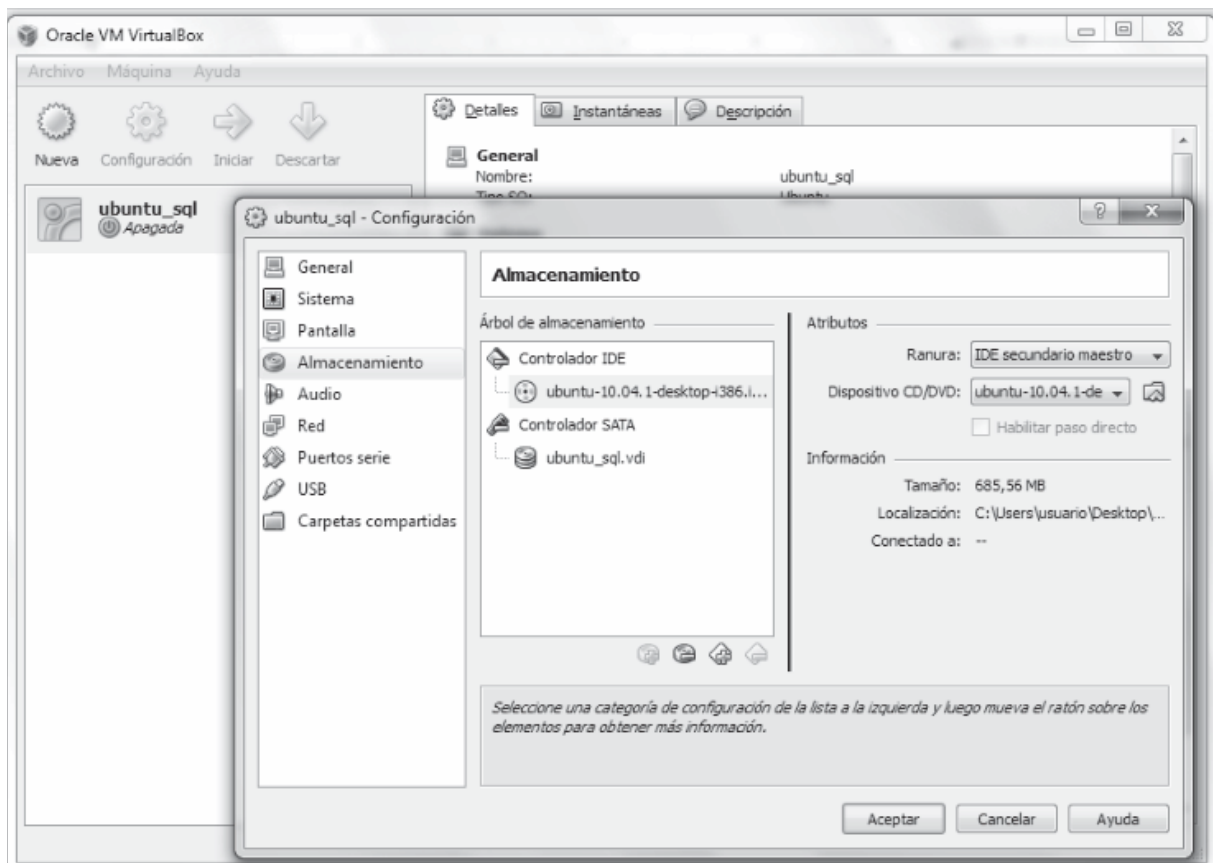 Oracle VM VirtualBox
Archivo Máquina Ayuda
Nueva Configuración Iniciar Descartar
Detalles Instantáneas Descripción
General
Nombre: ubuntu_sql
Tipo SO: Ubuntu
ubuntu_sql
Apagada
ubuntu_sql - Configuración
General
Sistema
Pantalla
Almacenamiento
Audio
Red
Puertos serie
USB
Carpetas compartidas
Almacenamiento
Árbol de almacenamiento
Controlador IDE
ubuntu-10.04.1-desktop-i386.i...
Controlador SATA
ubuntu_sql.vdi
Atributos
Ranura: IDE secundario maestro
Dispositivo CD/DVD: ubuntu-10.04.1-de
Habilitar paso directo
Información
Tamaño: 685,56 MB
Localización: C:\Users\usuario\Desktop\...
Conectado a: --
Seleccione una categoría de configuración de la lista a la izquierda y luego mueva el ratón sobre los
elementos para obtener más información.
Aceptar Cancelar Ayuda